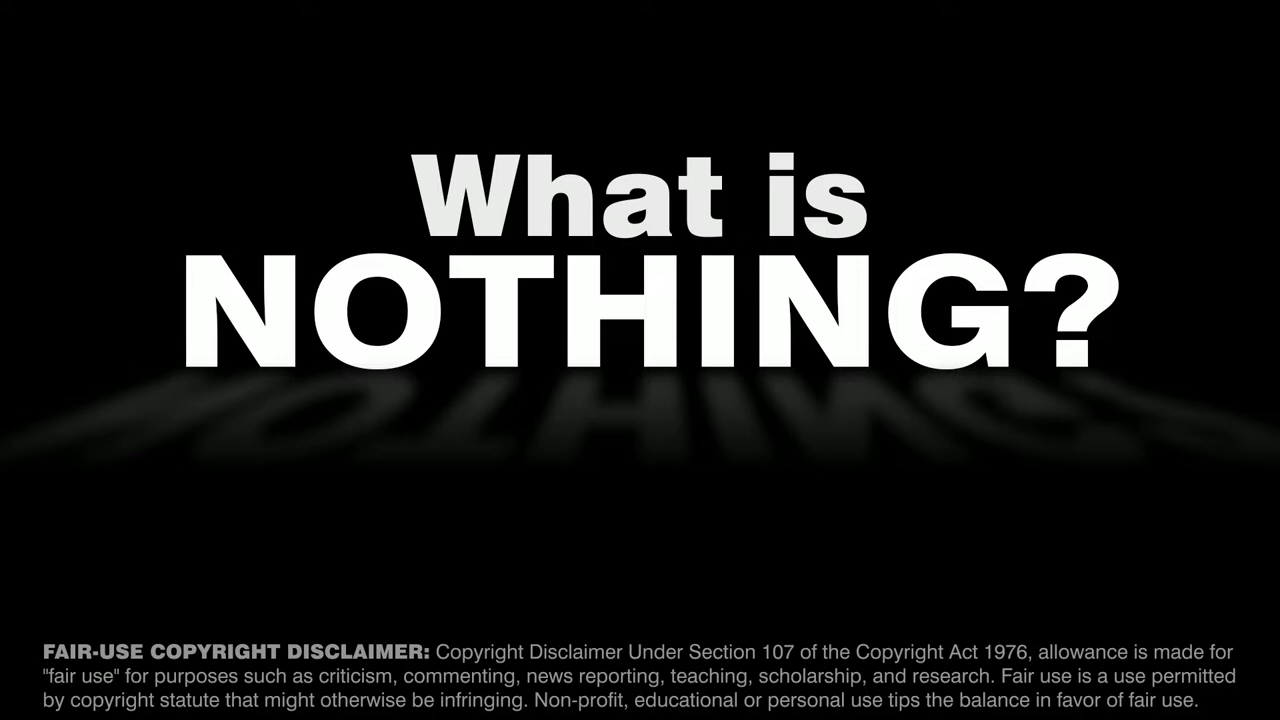 What is
NOTHING?
FAIR-USE COPYRIGHT DISCLAIMER: Copyright Disclaimer Under Section 107 of the Copyright Act 1976, allowance is made for
"fair use" for purposes such as criticism, commenting, news reporting, teaching, scholarship, and research. Fair use is a use permitted
by copyright statute that might otherwise be infringing. Non-profit, educational or personal use tips the balance in favor of fair use.